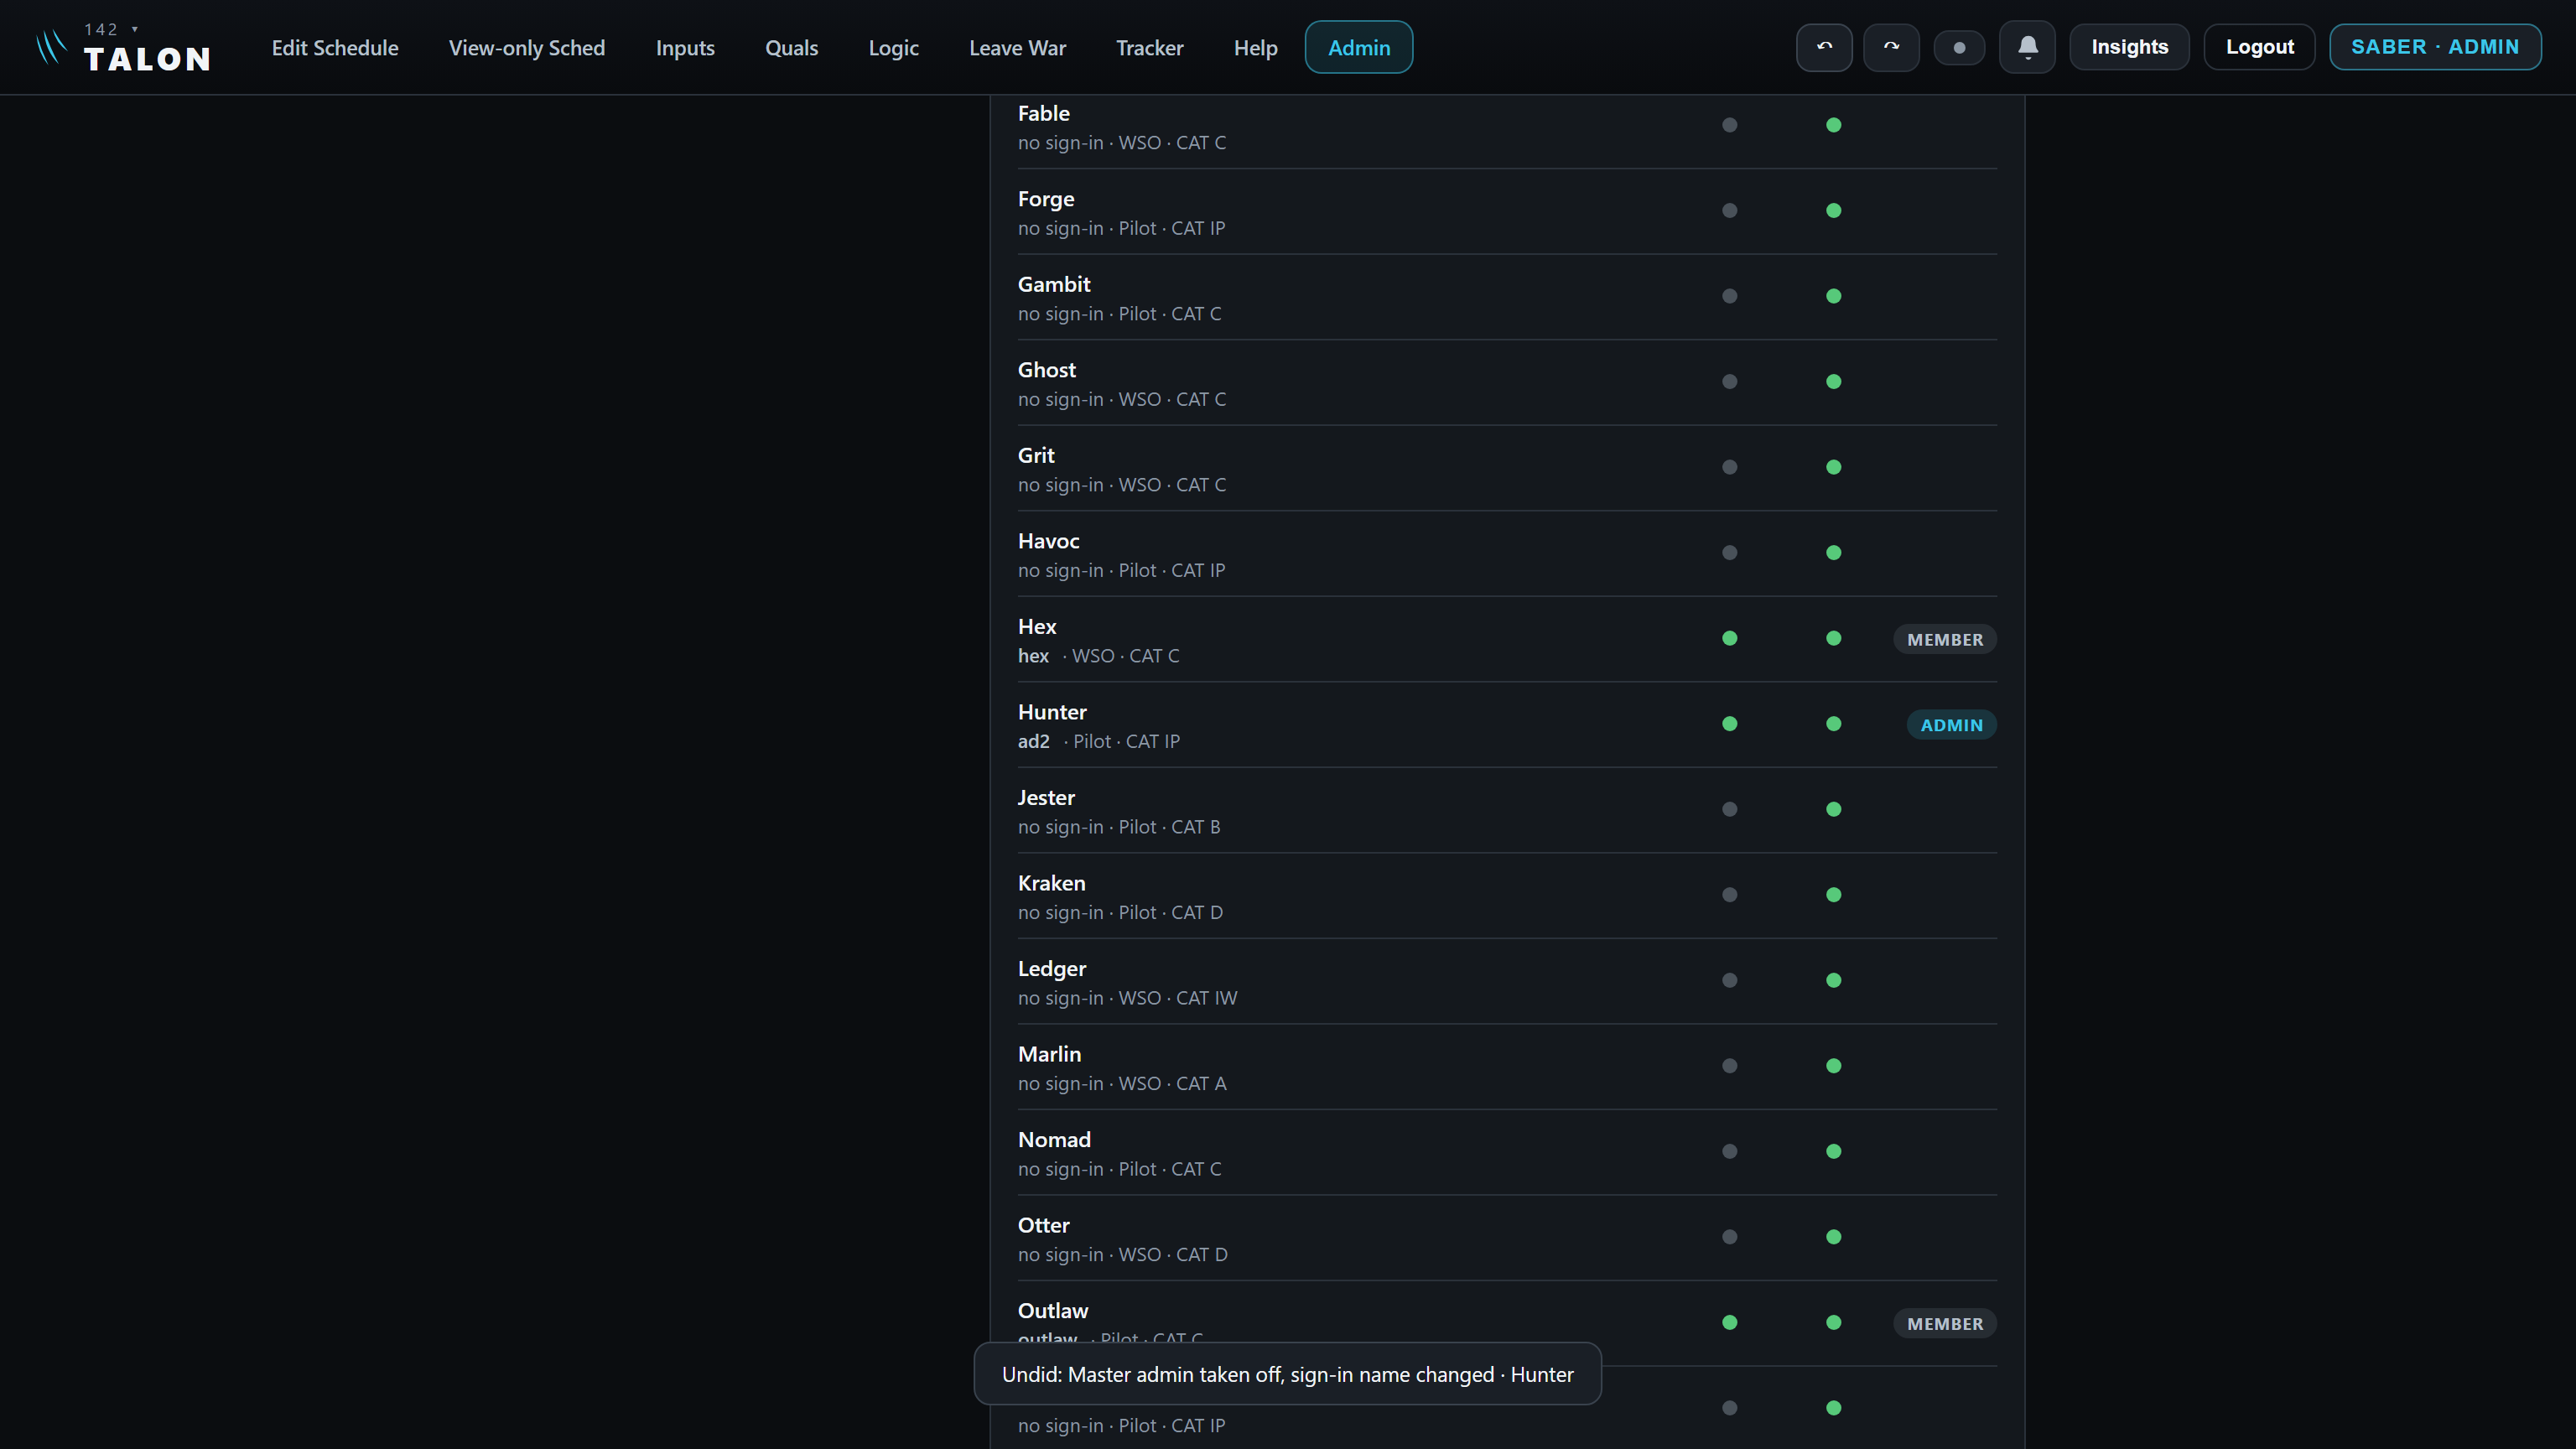 142 ▾
TALON
Edit Schedule
View-only Sched
Inputs
Quals
Logic
Leave War
Tracker
Help
Admin
Insights
Logout
SABER · ADMIN
Fable
no sign-in · WSO · CAT C
Forge
no sign-in · Pilot · CAT IP
Gambit
no sign-in · Pilot · CAT C
Ghost
no sign-in · WSO · CAT C
Grit
no sign-in · WSO · CAT C
Havoc
no sign-in · Pilot · CAT IP
Hex
hex · WSO · CAT C
MEMBER
Hunter
ad2 · Pilot · CAT IP
ADMIN
Jester
no sign-in · Pilot · CAT B
Kraken
no sign-in · Pilot · CAT D
Ledger
no sign-in · WSO · CAT IW
Marlin
no sign-in · WSO · CAT A
Nomad
no sign-in · Pilot · CAT C
Otter
no sign-in · WSO · CAT D
Outlaw
outlaw · Pilot · CAT C
MEMBER
Undid: Master admin taken off, sign-in name changed · Hunter
no sign-in · Pilot · CAT IP